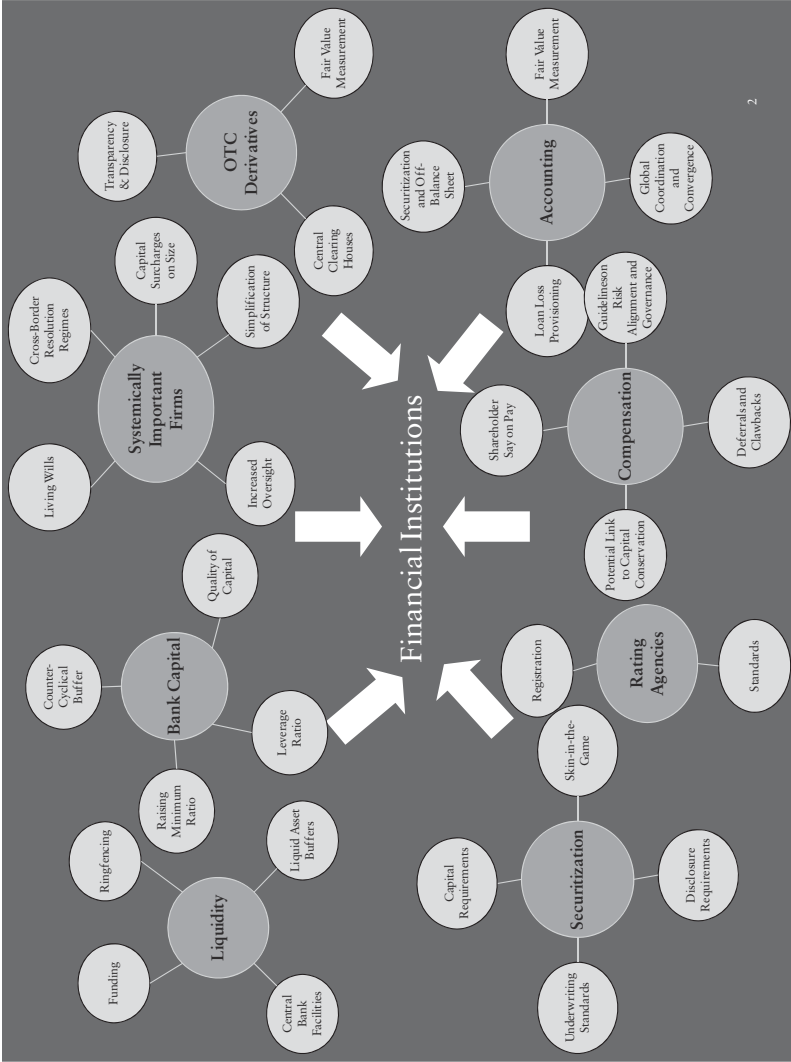 Funding
Ringfencing
Liquidity
Central
Bank
Facilities
Liquid Asset
Buffers
Counter-
Cyclical
Buffer
Raising
Minimum
Ratio
Bank Capital
Quality of
Capital
Leverage
Ratio
Living Wills
Cross-Border
Resolution
Regimes
Systemically
Important
Firms
Capital
Surcharges
on Size
Increased
Oversight
Simplification
of Structure
Transparency
& Disclosure
OTC
Derivatives
Central
Clearing
Houses
Fair Value
Measurement
Financial Institutions
Capital
Requirements
Underwriting
Standards
Securitization
Skin-in-the-
Game
Disclosure
Requirements
Registration
Rating
Agencies
Standards
Shareholder
Say on Pay
Potential Link
to Capital
Conservation
Compensation
Guidelineson
Risk
Alignment and
Governance
Deferrals and
Clawbacks
Securitization
and Off-
Balance
Sheet
Loan Loss
Provisioning
Accounting
Fair Value
Measurement
Global
Coordination
and
Convergence
2